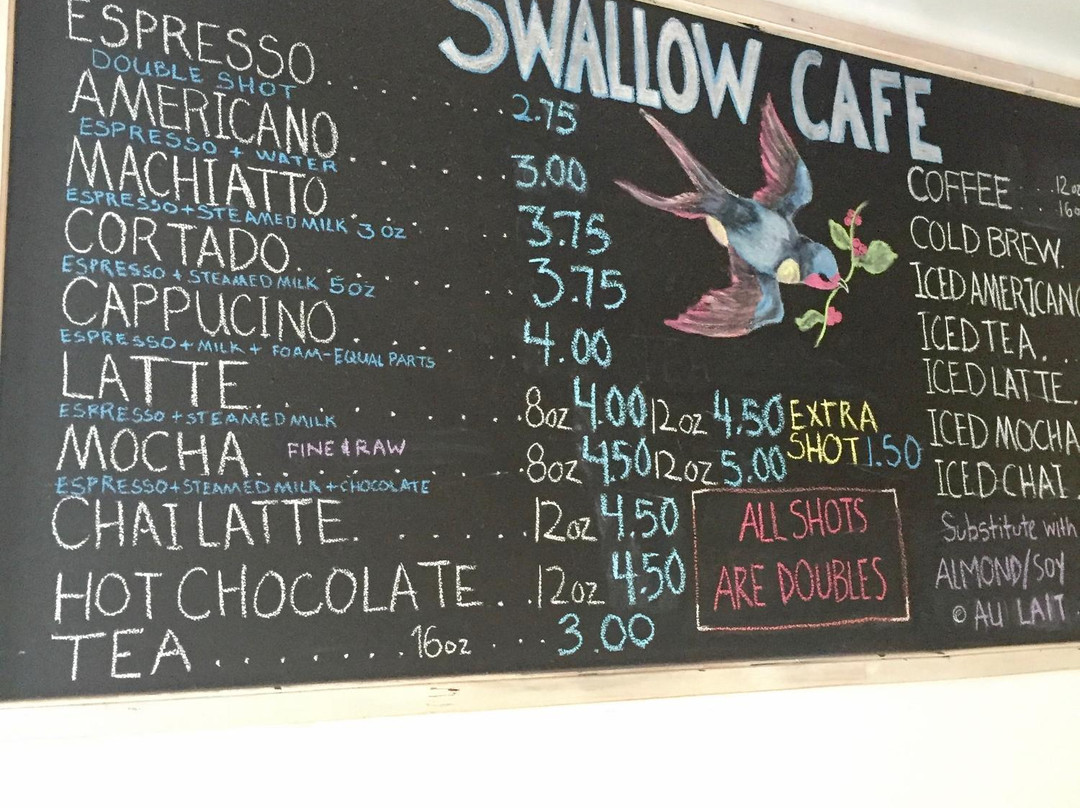 SWALLOW CAFE
ESPRESSO . . . . . . . 2.75
DOUBLE SHOT
AMERICANO . . . . . . 3.00
ESPRESSO + WATER
MACHIATTO . . . . . 3.75
ESPRESSO+STEAMED MILK 3 OZ
CORTADO . . . . . . 3.75
ESPRESSO + STEAMED MILK 5OZ
CAPPUCINO . . . . . . 4.00
ESPRESSO + MILK + FOAM-EQUAL PARTS
LATTE . . . . . . . 8oz 4.00|12oz 4.50
ESPRESSO + STEAMED MILK
MOCHA . . FINE & RAW . . . . 8oz 450|12oz 5.00
ESPRESSO+STEAMED MILK + CHOCOLATE
CHAI LATTE . . . . . . . 12oz 4.50
HOT CHOCOLATE . . 12oz 4.50
TEA . . . . . . . . 16oz . . . 3.00
EXTRA
SHOT 1.50
ALL SHOTS
ARE DOUBLES
COFFEE . . . 12oz
16oz
COLD BREW.
ICED AMERICANO
ICED TEA . . .
ICED LATTE .
ICED MOCHA
ICED CHAI .
Substitute with
ALMOND/SOY
@ AU LAIT